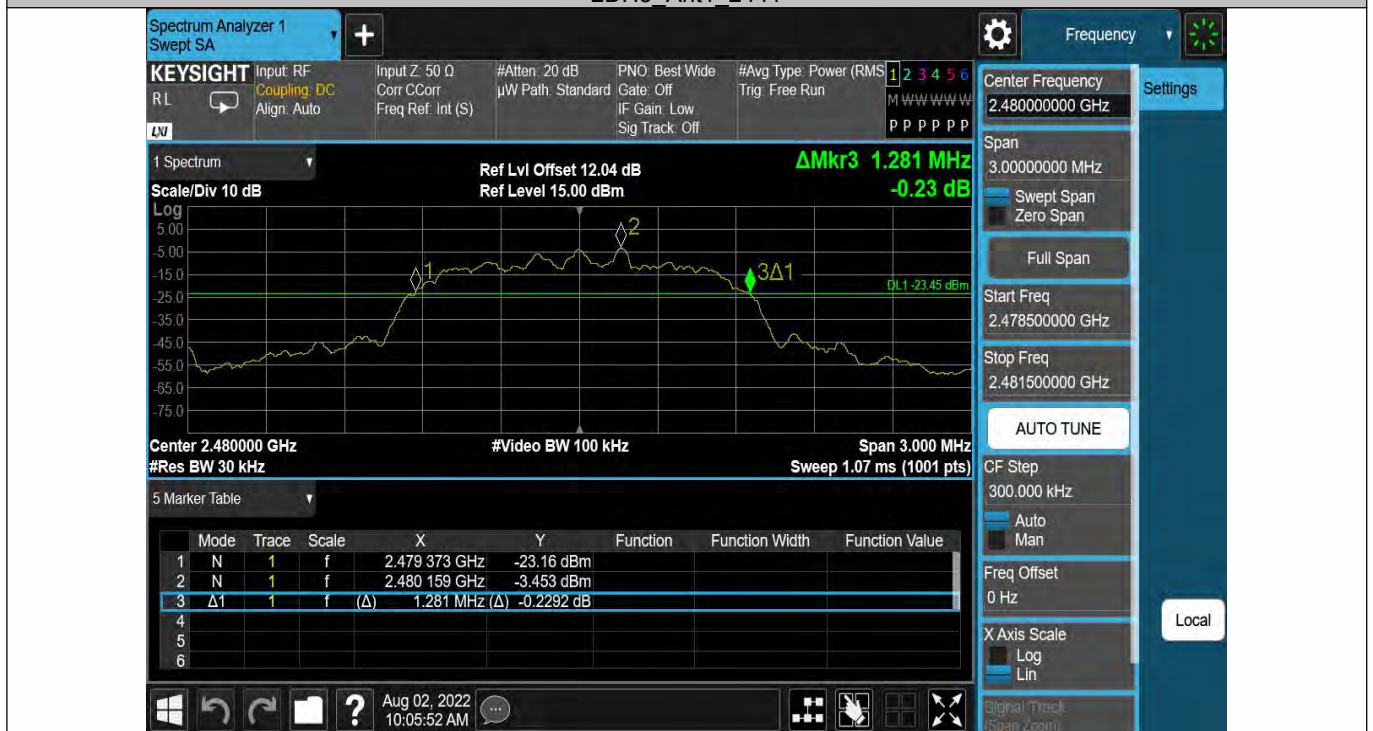 Spectrum Analyzer 1
Swept SA
+
Frequency
KEYSIGHT
RL
LXI
Input: RF
Coupling: DC
Align: Auto
Input Z: 50 Ω
Corr CCorr
Freq Ref: Int (S)
#Atten: 20 dB
µW Path: Standard
PNO: Best Wide
Gate: Off
IF Gain: Low
Sig Track: Off
#Avg Type: Power (RMS
Trig: Free Run
1 2 3 4 5 6
M W W W W W
P P P P P P
1 Spectrum
Scale/Div 10 dB
Ref Lvl Offset 12.04 dB
Ref Level 15.00 dBm
ΔMkr3 1.281 MHz
-0.23 dB
Log
5.00
-5.00
-15.0
-25.0
-35.0
-45.0
-55.0
-65.0
-75.0
1
2
3Δ1
DL1 -23.45 dBm
Center 2.480000 GHz
#Video BW 100 kHz
Span 3.000 MHz
#Res BW 30 kHz
Sweep 1.07 ms (1001 pts)
5 Marker Table
Mode Trace Scale X Y Function Function Width Function Value
1 N 1 f 2.479 373 GHz -23.16 dBm
2 N 1 f 2.480 159 GHz -3.453 dBm
3 Δ1 1 f (Δ) 1.281 MHz (Δ) -0.2292 dB
4
5
6
?
Aug 02, 2022
10:05:52 AM
Center Frequency
2.480000000 GHz
Settings
Span
3.00000000 MHz
Swept Span
Zero Span
Full Span
Start Freq
2.478500000 GHz
Stop Freq
2.481500000 GHz
AUTO TUNE
CF Step
300.000 kHz
Auto
Man
Freq Offset
0 Hz
X Axis Scale
Log
Lin
Local
Signal Track
(Span Zoom)